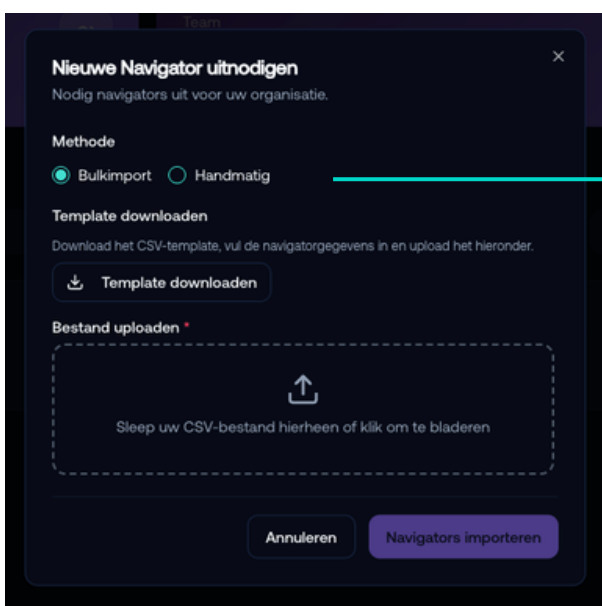 Team
Nieuwe Navigator uitnodigen
Nodig navigators uit voor uw organisatie.
Methode
Bulkimport Handmatig
Template downloaden
Download het CSV-template, vul de navigatorgegevens in en upload het hieronder.
Template downloaden
Bestand uploaden *
Sleep uw CSV-bestand hierheen of klik om te bladeren
Annuleren Navigators importeren